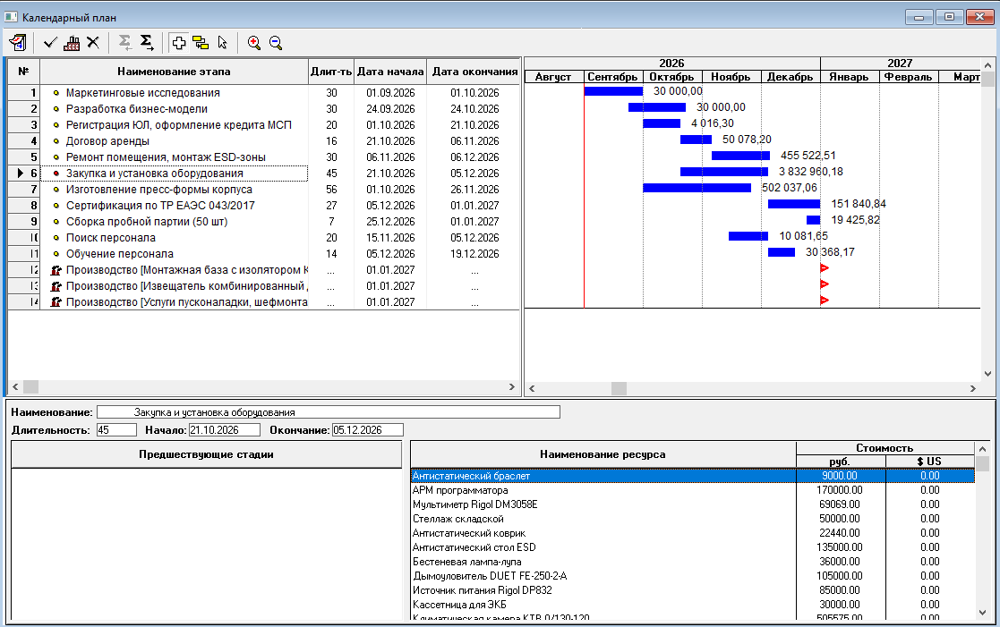 Календарный план
2026 2027
№ Наименование этапа Длит-ть Дата начала Дата окончания Август Сентябрь Октябрь Ноябрь Декабрь Январь Февраль Март
1 Маркетинговые исследования 30 01.09.2026 01.10.2026 30 000,00
2 Разработка бизнес-модели 30 24.09.2026 24.10.2026 30 000,00
3 Регистрация ЮЛ, оформление кредита МСП 20 01.10.2026 21.10.2026 4 016,30
4 Договор аренды 16 21.10.2026 06.11.2026 50 078,20
5 Ремонт помещения, монтаж ESD-зоны 30 06.11.2026 06.12.2026 455 522,51
6 Закупка и установка оборудования 45 21.10.2026 05.12.2026 3 832 960,18
7 Изготовление пресс-формы корпуса 56 01.10.2026 26.11.2026 502 037,06
8 Сертификация по ТР ЕАЭС 043/2017 27 05.12.2026 01.01.2027 151 840,84
9 Сборка пробной партии (50 шт) 7 25.12.2026 01.01.2027 19 425,82
10 Поиск персонала 20 15.11.2026 05.12.2026 10 081,65
11 Обучение персонала 14 05.12.2026 19.12.2026 30 368,17
12 Производство [Монтажная база с изолятором К ... 01.01.2027 ...
13 Производство [Извещатель комбинированный ... 01.01.2027 ...
14 Производство [Услуги пусконаладки, шефмонта ... 01.01.2027 ...
Наименование: Закупка и установка оборудования
Длительность: 45 Начало: 21.10.2026 Окончание: 05.12.2026
Предшествующие стадии Наименование ресурса Стоимость
руб. $ US
Антистатический браслет 9000.00 0.00
АРМ программатора 170000.00 0.00
Мультиметр Rigol DM3058E 69069.00 0.00
Стеллаж складской 50000.00 0.00
Антистатический коврик 22440.00 0.00
Антистатический стол ESD 135000.00 0.00
Бестеневая лампа-лупа 36000.00 0.00
Дымоуловитель DUET FE-250-2-A 105000.00 0.00
Источник питания Rigol DP832 85000.00 0.00
Кассетница для ЭКБ 30000.00 0.00
Климатическая камера КТR 0/130-120 505575.00 0.00